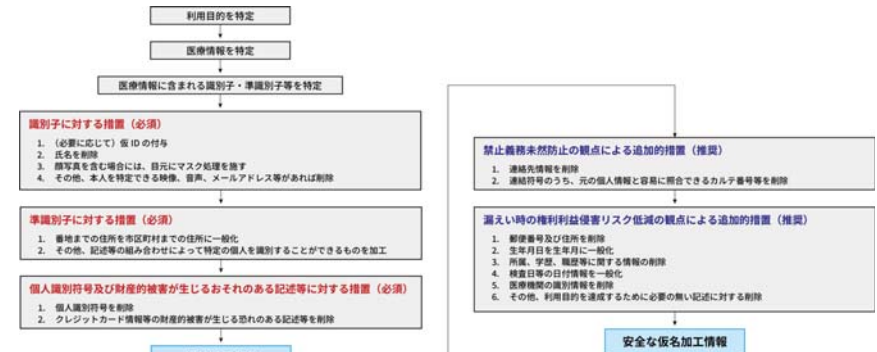 利用目的を特定
医療情報を特定
医療情報に含まれる識別子・準識別子等を特定
識別子に対する措置（必須）
1. （必要に応じて）仮 ID の付与
2. 氏名を削除
3. 顔写真を含む場合には、目元にマスク処理を施す
4. その他、本人を特定できる映像、音声、メールアドレス等があれば削除
準識別子に対する措置（必須）
1. 番地までの住所を市区町村までの住所に一般化
2. その他、記述等の組み合わせによって特定の個人を識別することができるものを加工
個人識別符号及び財産的被害が生じるおそれのある記述等に対する措置（必須）
1. 個人識別符号を削除
2. クレジットカード情報等の財産的被害が生じる恐れのある記述等を削除
禁止義務未然防止の観点による追加的措置（推奨）
1. 連絡先情報を削除
2. 連結符号のうち、元の個人情報と容易に照合できるカルテ番号等を削除
漏えい時の権利利益侵害リスク低減の観点による追加的措置（推奨）
1. 郵便番号及び住所を削除
2. 生年月日を生年月に一般化
3. 所属、学歴、職歴等に関する情報の削除
4. 検査日等の日付情報を一般化
5. 医療機関の識別情報を削除
6. その他、利用目的を達成するために必要の無い記述に対する削除
安全な仮名加工情報